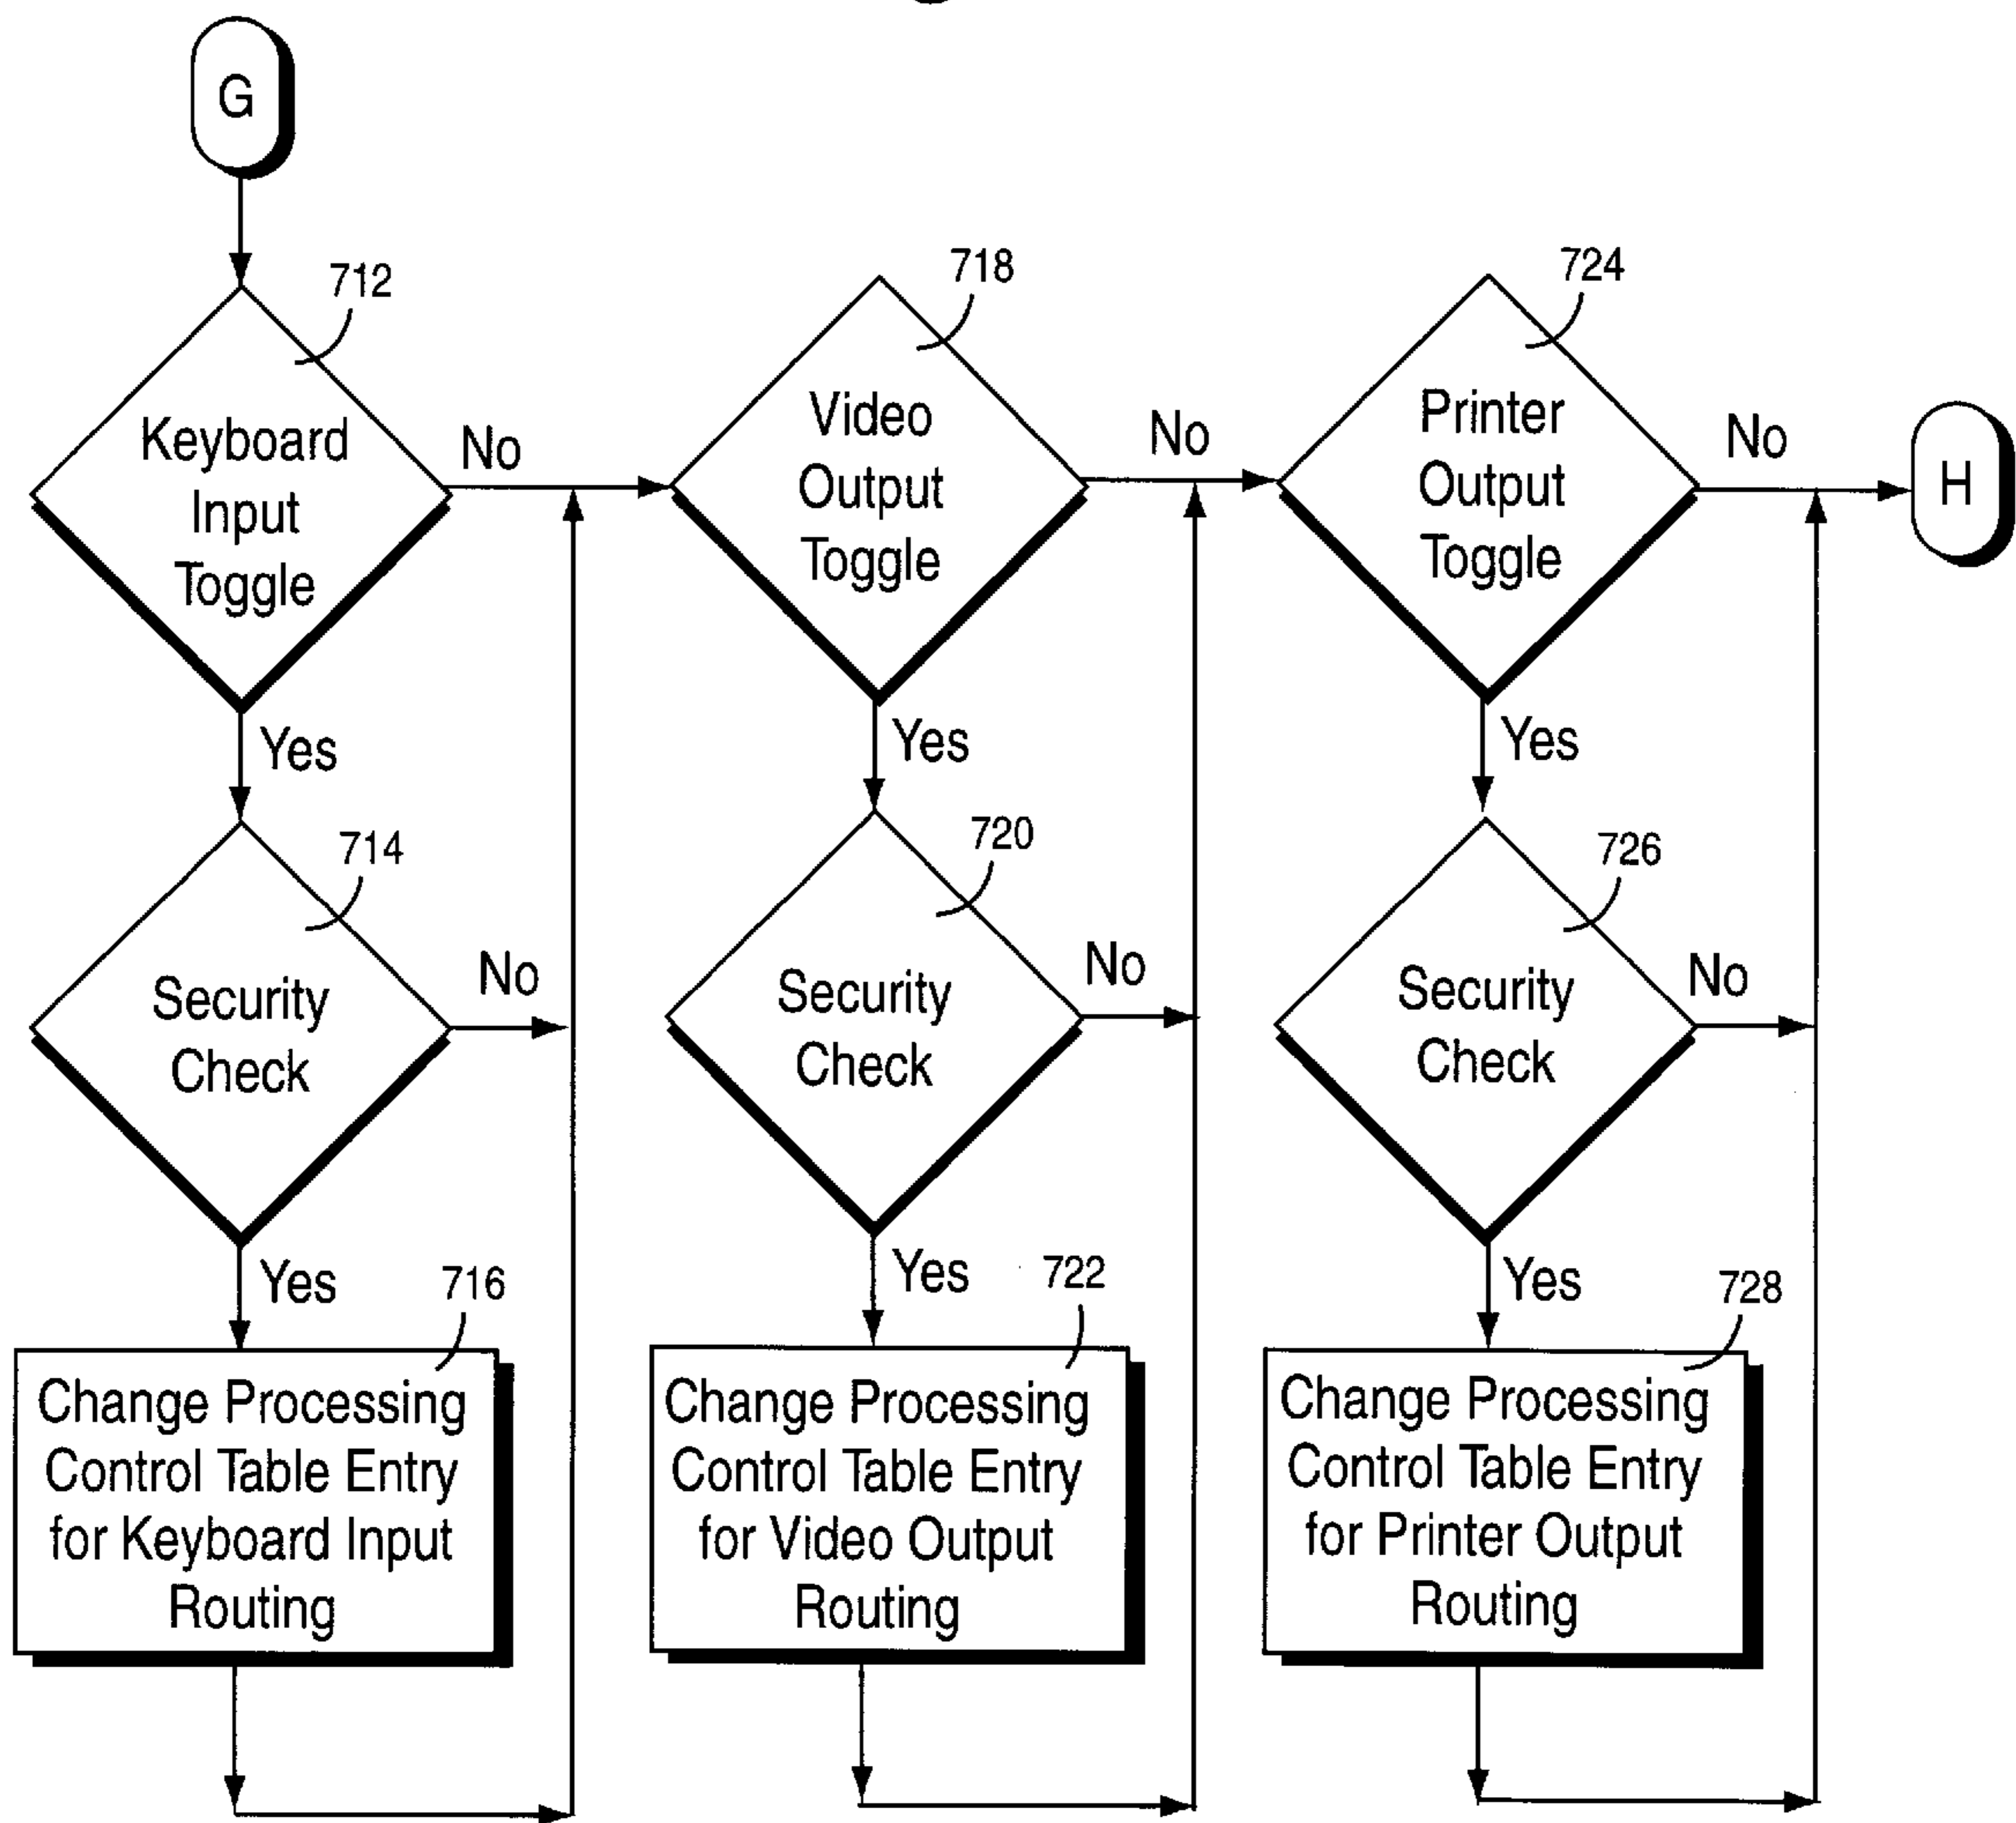 G
712
Keyboard
Input
Toggle
No
Yes
714
Security
Check
No
Yes
716
Change Processing
Control Table Entry
for Keyboard Input
Routing
718
Video
Output
Toggle
No
Yes
720
Security
Check
No
Yes
722
Change Processing
Control Table Entry
for Video Output
Routing
724
Printer
Output
Toggle
No
Yes
726
Security
Check
No
Yes
728
Change Processing
Control Table Entry
for Printer Output
Routing
H